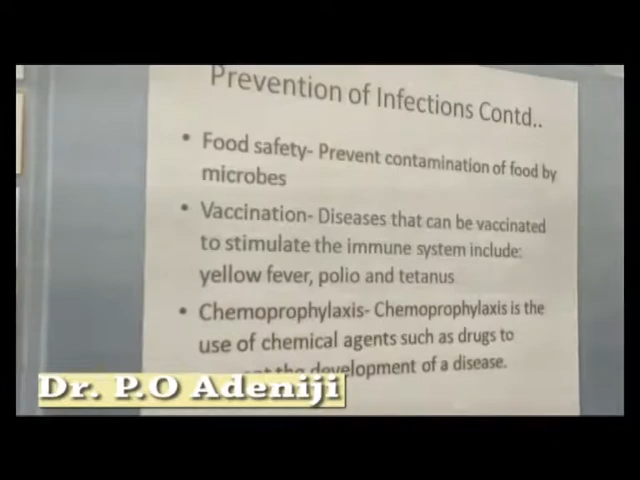 Prevention of Infections Contd..
• Food safety- Prevent contamination of food by
microbes
• Vaccination- Diseases that can be vaccinated
to stimulate the immune system include:
yellow fever, polio and tetanus
• Chemoprophylaxis- Chemoprophylaxis is the
use of chemical agents such as drugs to
the development of a disease.
Dr. P.O Adeniji